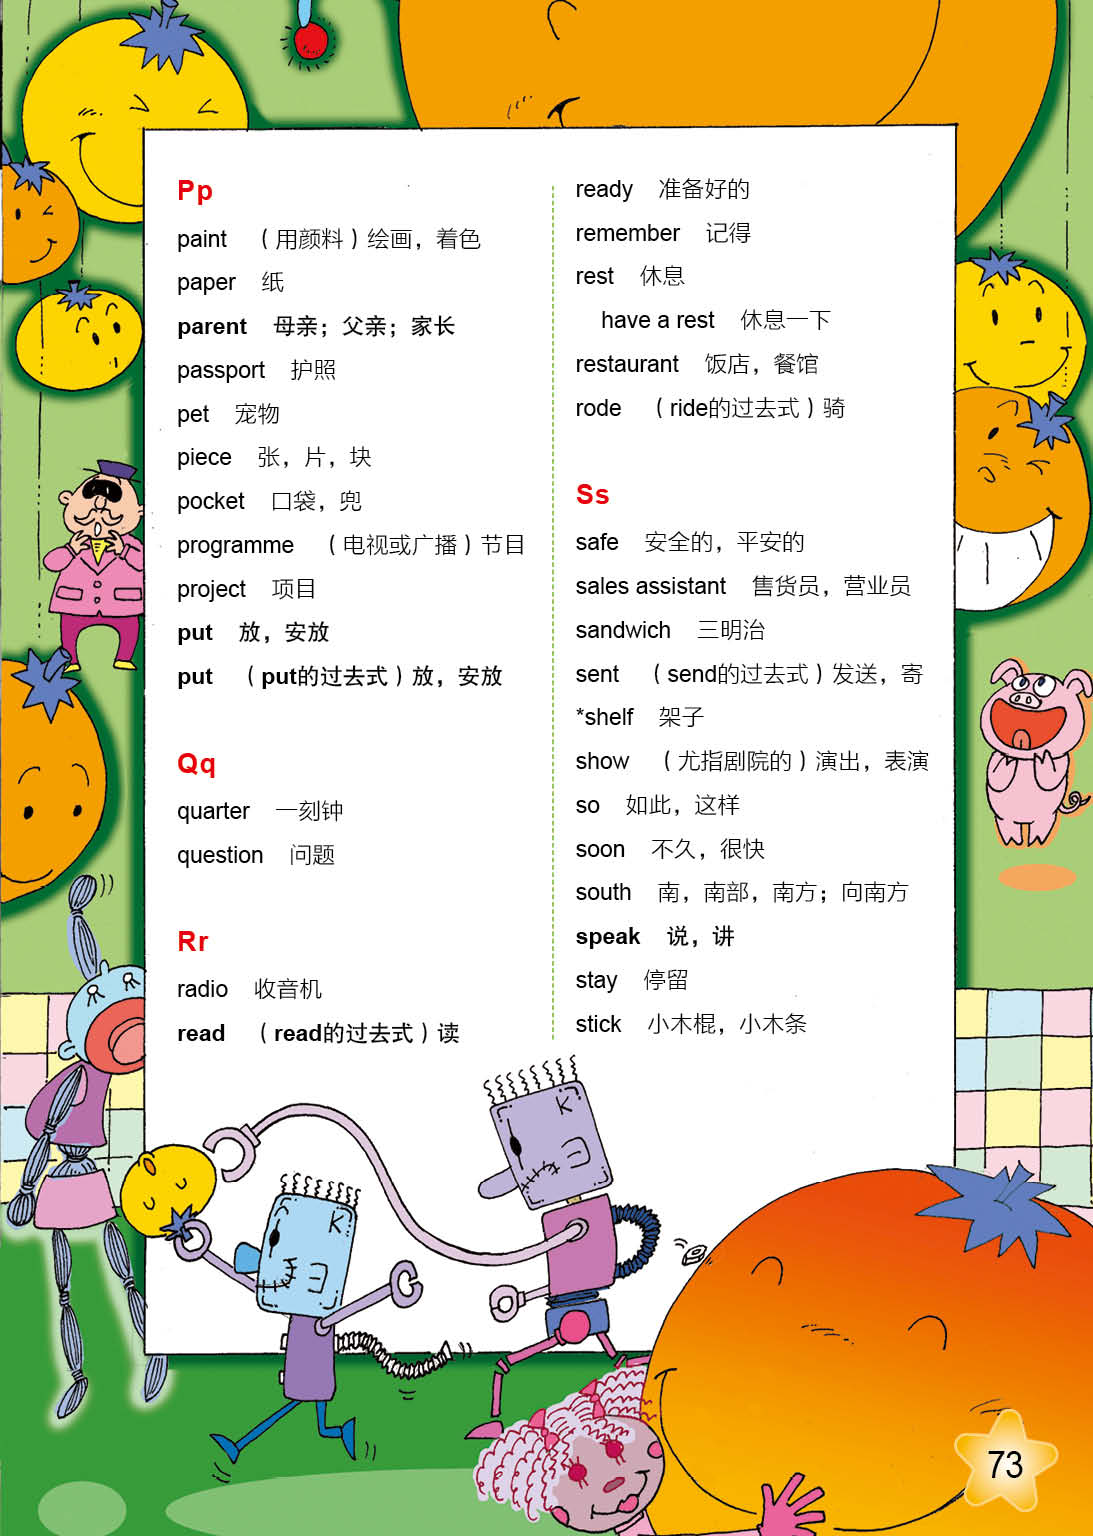 Pp
paint （用颜料）绘画，着色
paper 纸
parent 母亲；父亲；家长
passport 护照
pet 宠物
piece 张，片，块
pocket 口袋，兜
programme （电视或广播）节目
project 项目
put 放，安放
put （put的过去式）放，安放
Qq
quarter 一刻钟
question 问题
Rr
radio 收音机
read （read的过去式）读
ready 准备好的
remember 记得
rest 休息
have a rest 休息一下
restaurant 饭店，餐馆
rode （ride的过去式）骑
Ss
safe 安全的，平安的
sales assistant 售货员，营业员
sandwich 三明治
sent （send的过去式）发送，寄
*shelf 架子
show （尤指剧院的）演出，表演
so 如此，这样
soon 不久，很快
south 南，南部，南方；向南方
speak 说，讲
stay 停留
stick 小木棍，小木条
K
K
73